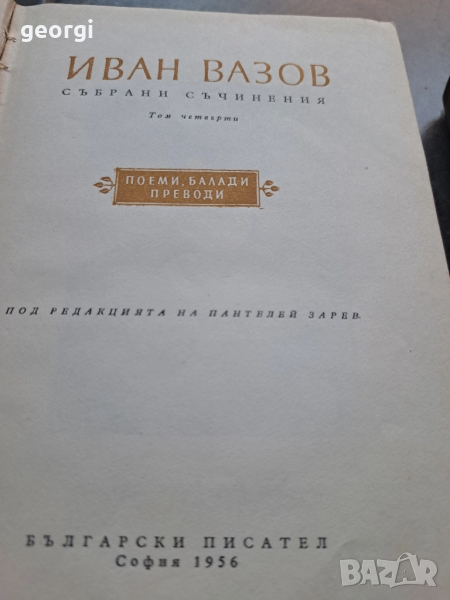 georgi
ИВАН ВАЗОВ
СЪБРАНИ СЪЧИНЕНИЯ
Том четвърти
ПОЕМИ, БАЛАДИ
ПРЕВОДИ
ПОД РЕДАКЦИЯТА НА ПАНТЕЛЕЙ ЗАРЕВ
БЪЛГАРСКИ ПИСАТЕЛ
София 1956
BAZAR